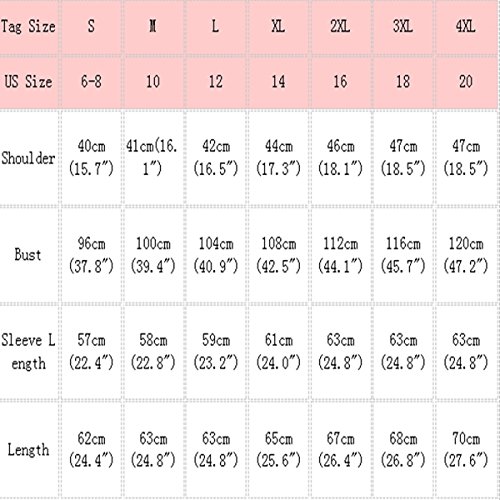 Tag Size S M L XL 2XL 3XL 4XL
US Size 6-8 10 12 14 16 18 20
Shoulder 40cm (15.7″) 41cm(16.1″) 42cm (16.5″) 44cm (17.3″) 46cm (18.1″) 47cm (18.5″) 47cm (18.5″)
Bust 96cm (37.8″) 100cm (39.4″) 104cm (40.9″) 108cm (42.5″) 112cm (44.1″) 116cm (45.7″) 120cm (47.2″)
Sleeve Length 57cm (22.4″) 58cm (22.8″) 59cm (23.2″) 61cm (24.0″) 63cm (24.8″) 63cm (24.8″) 63cm (24.8″)
Length 62cm (24.4″) 63cm (24.8″) 63cm (24.8″) 65cm (25.6″) 67cm (26.4″) 68cm (26.8″) 70cm (27.6″)